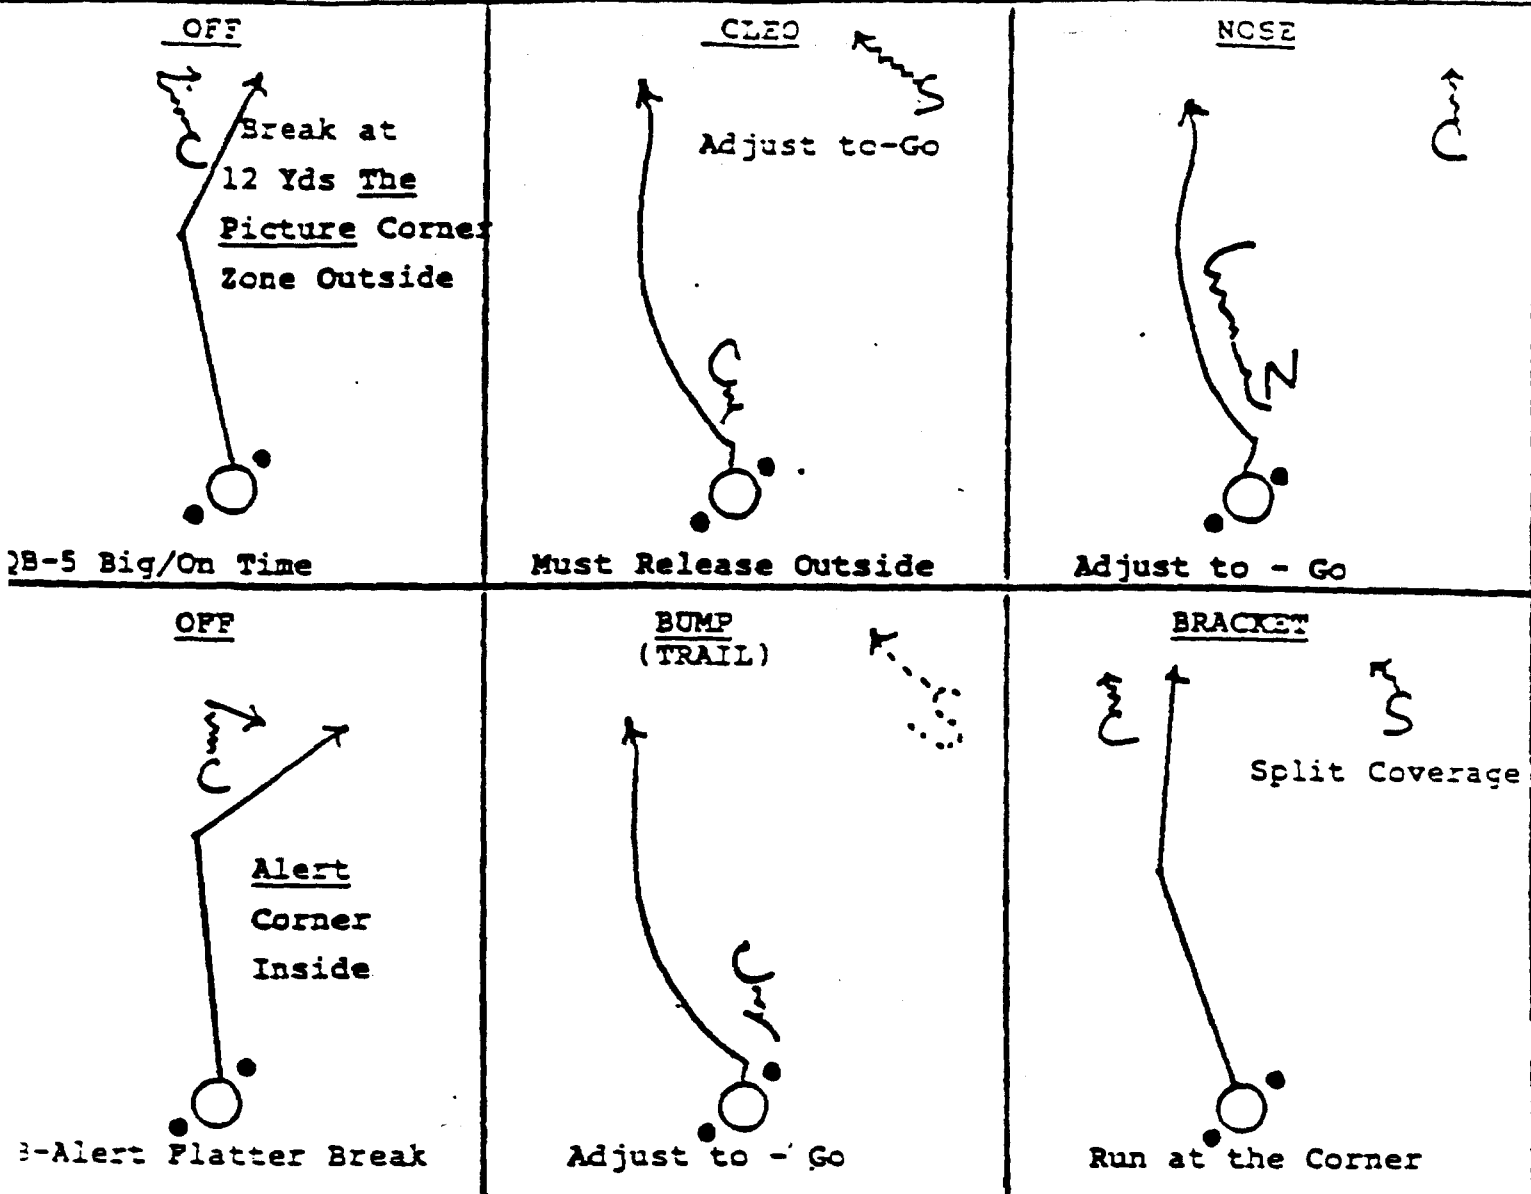 OFF
Break at
12 Yds The
Picture Corner
Zone Outside
C
QB-5 Big/On Time
CLEO
S
Adjust to-Go
C
Must Release Outside
NOSE
C
N
Adjust to - Go
OFF
C
Alert
Corner
Inside
B-Alert Flatter Break
BUMP
(TRAIL)
S
C
Adjust to - Go
BRACKET
C
S
Split Coverage
Run at the Corner